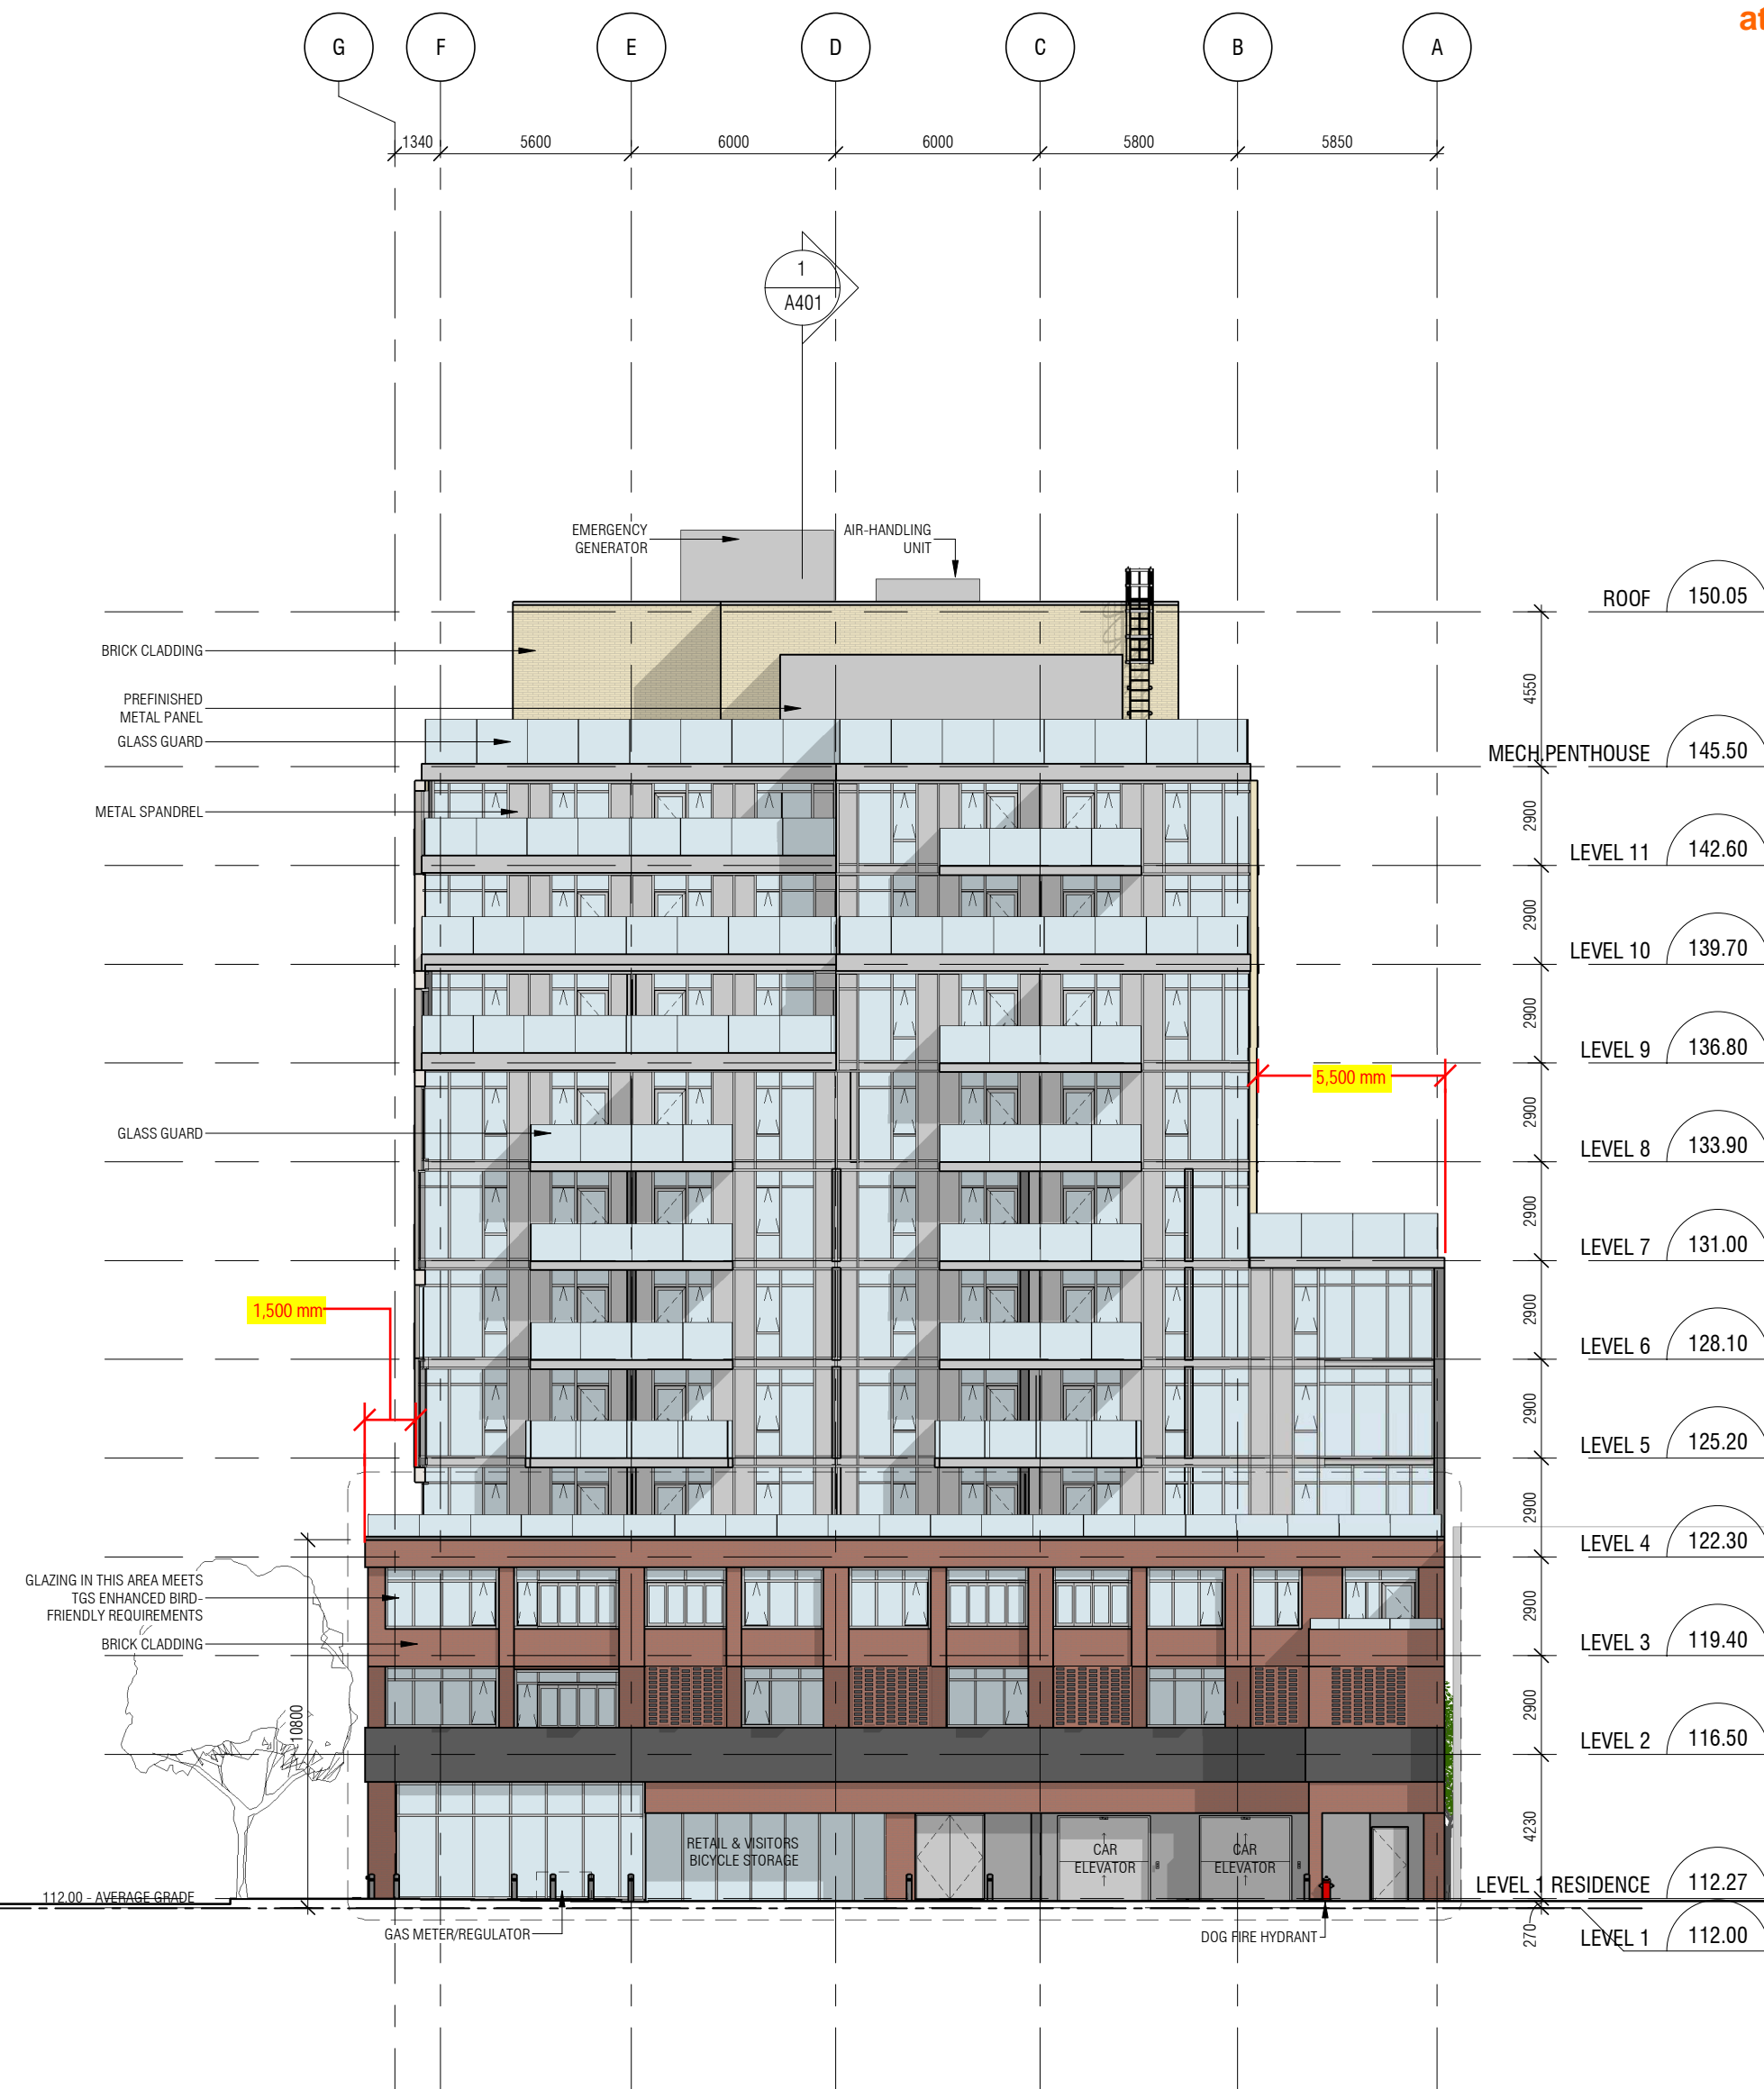 at
G
F
E
D
C
B
A
1340
5600
6000
6000
5800
5850
1
A401
EMERGENCY
GENERATOR
AIR-HANDLING
UNIT
ROOF
150.05
BRICK CLADDING
4550
PREFINISHED
METAL PANEL
GLASS GUARD
MECH.PENTHOUSE
145.50
METAL SPANDREL
2900
LEVEL 11
142.60
2900
LEVEL 10
139.70
2900
LEVEL 9
136.80
5,500 mm
2900
GLASS GUARD
LEVEL 8
133.90
2900
LEVEL 7
131.00
1,500 mm
2900
LEVEL 6
128.10
2900
LEVEL 5
125.20
2900
LEVEL 4
122.30
GLAZING IN THIS AREA MEETS
TGS ENHANCED BIRD-
FRIENDLY REQUIREMENTS
2900
BRICK CLADDING
LEVEL 3
119.40
10800
2900
LEVEL 2
116.50
4230
RETAIL & VISITORS
BICYCLE STORAGE
CAR
ELEVATOR
CAR
ELEVATOR
112.00 - AVERAGE GRADE
LEVEL 1 RESIDENCE
112.27
GAS METER/REGULATOR
DOG FIRE HYDRANT
270
LEVEL 1
112.00